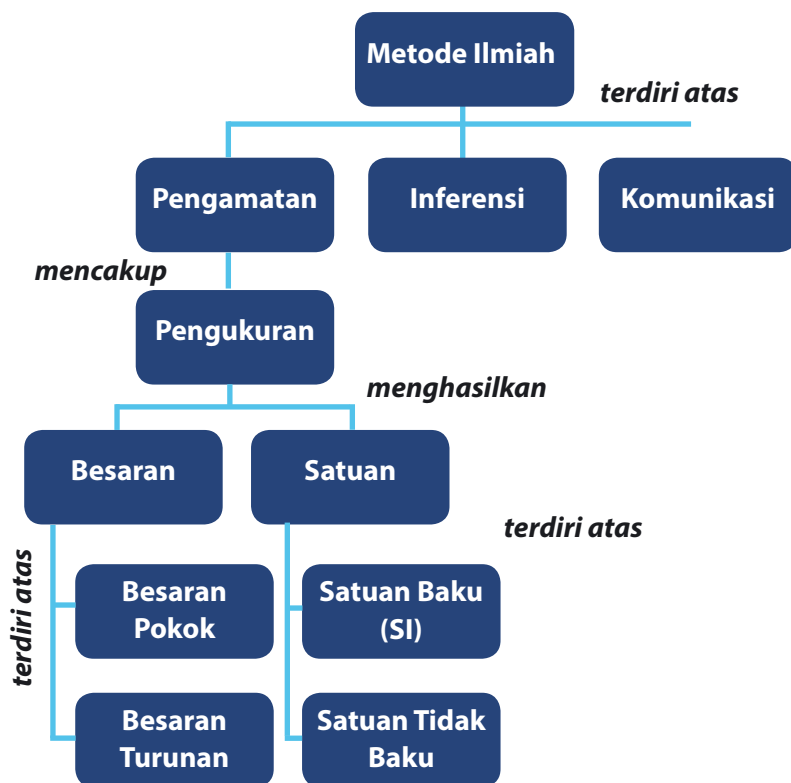 Metode Ilmiah
terdiri atas
Pengamatan
Inferensi
Komunikasi
mencakup
Pengukuran
menghasilkan
Besaran
Satuan
terdiri atas
terdiri atas
Besaran
Pokok
Satuan Baku
(SI)
Besaran
Turunan
Satuan Tidak
Baku